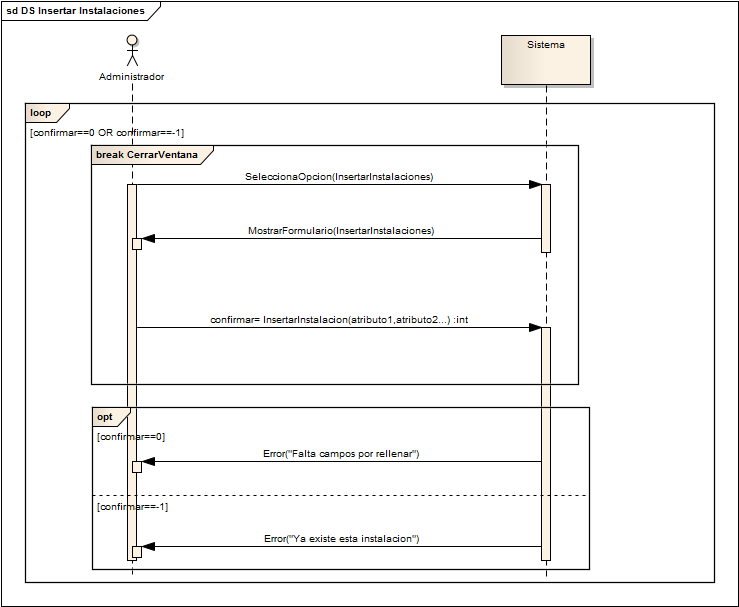 sd DS Insertar Instalaciones
Administrador
Sistema
loop
[confirmar==0 OR confirmar==-1]
break CerrarVentana
SeleccionaOpcion(InsertarInstalaciones)
MostrarFormulario(InsertarInstalaciones)
confirmar= InsertarInstalacion(atributo1,atributo2...) :int
opt
[confirmar==0]
Error("Falta campos por rellenar")
[confirmar==-1]
Error("Ya existe esta instalacion")